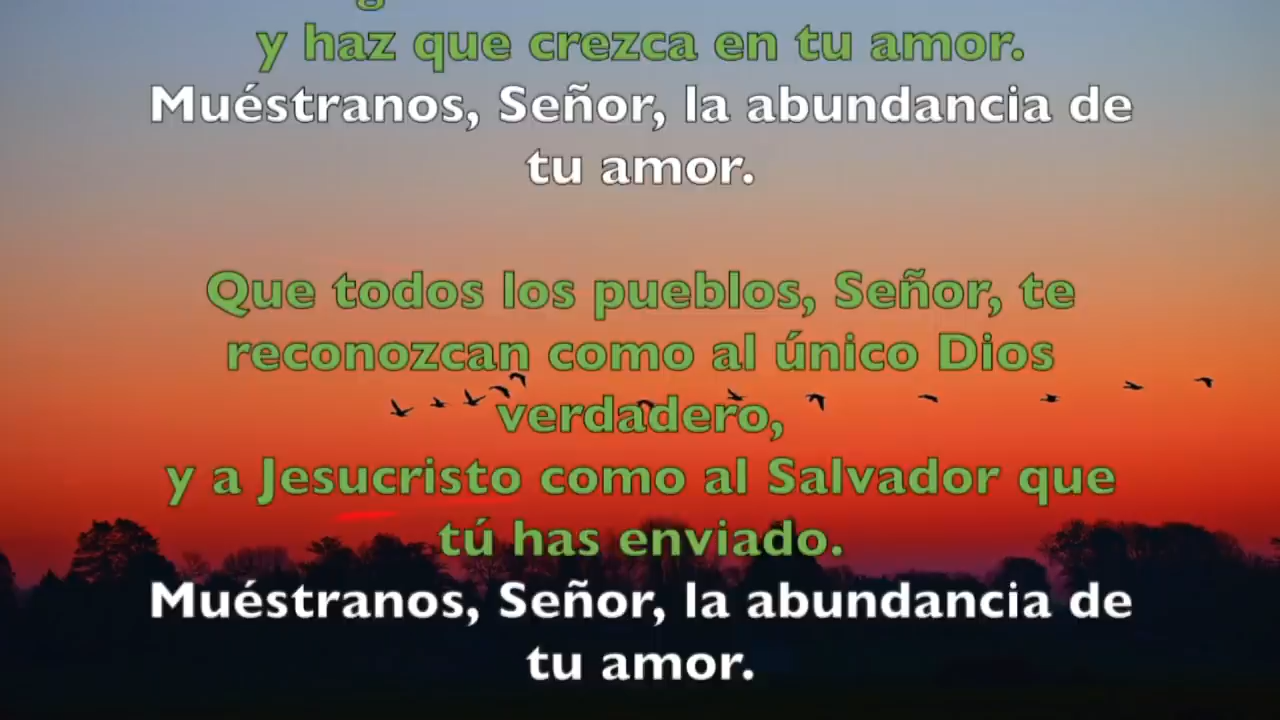 y haz que crezca en tu amor.
Muéstranos, Señor, la abundancia de
tu amor.
Que todos los pueblos, Señor, te
reconozcan como al único Dios
verdadero,
y a Jesucristo como al Salvador que
tú has enviado.
Muéstranos, Señor, la abundancia de
tu amor.